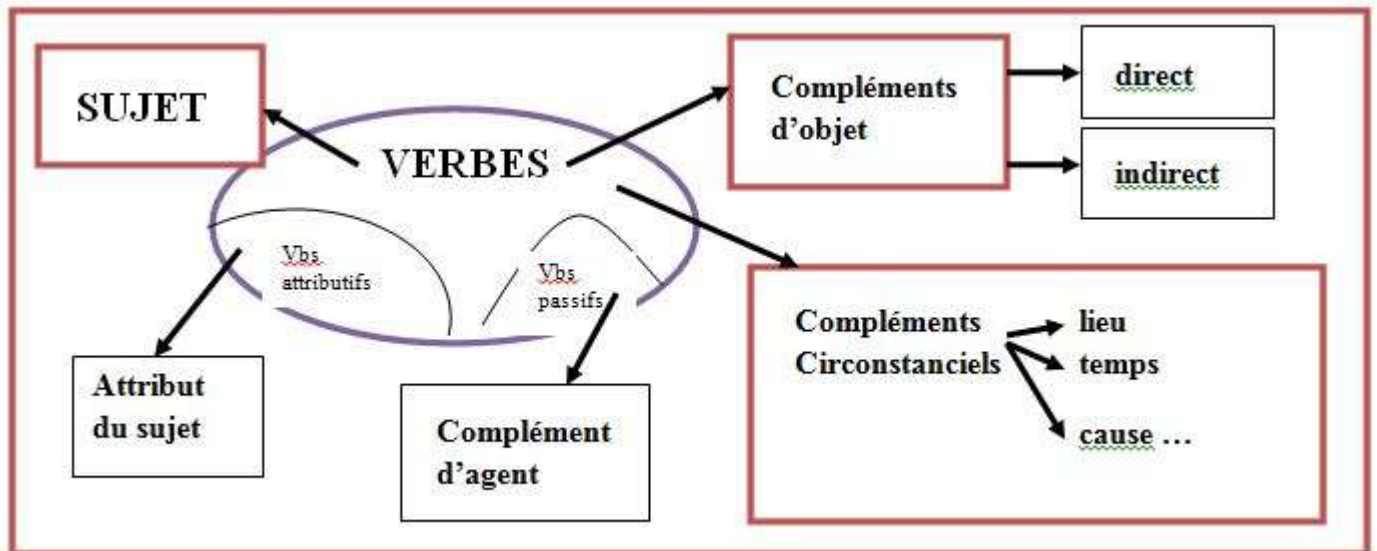 SUJET
VERBES
Compléments
d’objet
direct
indirect
Vbs
attributifs
Vbs
passifs
Compléments
Circonstanciels
lieu
temps
cause …
Attribut
du sujet
Complément
d’agent